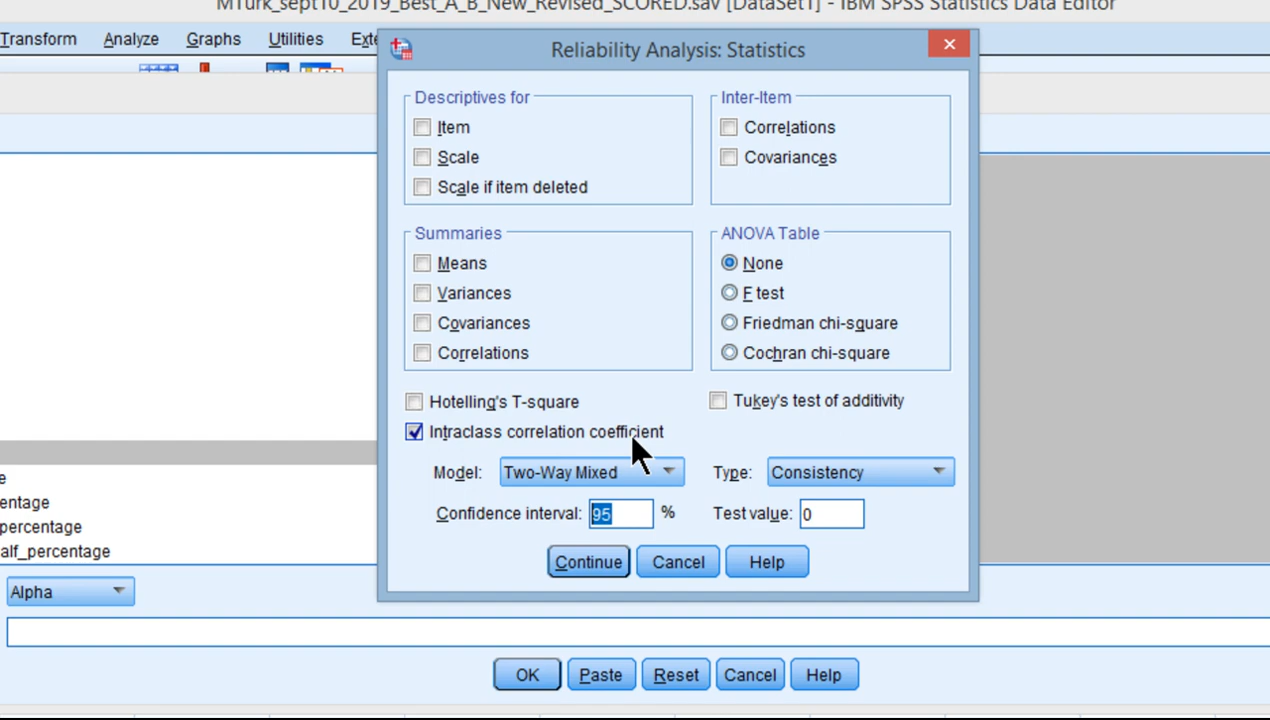 MTurk_sept10_2019_Best_A_B_New_Revised_SCORED.sav [DataSet1] - IBM SPSS Statistics Data Editor
Transform Analyze Graphs Utilities Exte
Reliability Analysis: Statistics
Descriptives for
Item
Scale
Scale if item deleted
Inter-Item
Correlations
Covariances
Summaries
Means
Variances
Covariances
Correlations
ANOVA Table
None
F test
Friedman chi-square
Cochran chi-square
Hotelling's T-square
Tukey's test of additivity
Intraclass correlation coefficient
Model: Two-Way Mixed Type: Consistency
Confidence interval: 95 % Test value: 0
Continue Cancel Help
e
entage
percentage
alf_percentage
Alpha
OK Paste Reset Cancel Help